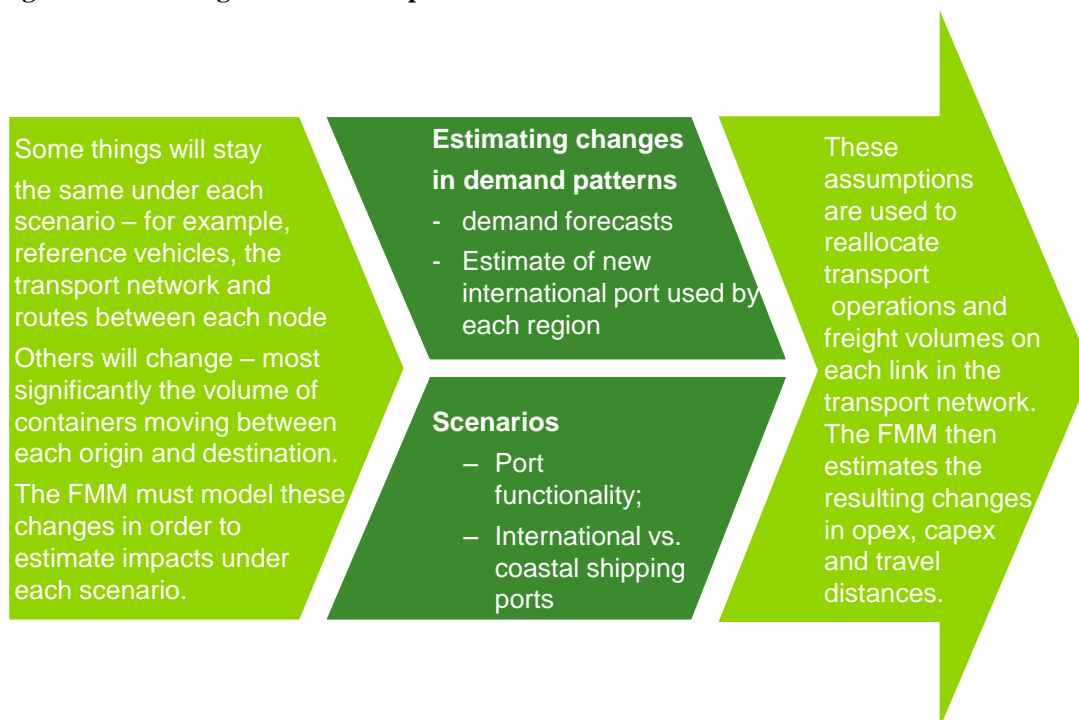 Some things will stay
the same under each
scenario – for example,
reference vehicles, the
transport network and
routes between each node
Others will change – most
significantly the volume of
containers moving between
each origin and destination.
The FMM must model these
changes in order to
estimate impacts under
each scenario.
Estimating changes
in demand patterns
- demand forecasts
- Estimate of new
international port used by
each region
Scenarios
– Port
functionality;
– International vs.
coastal shipping
ports
These
assumptions
are used to
reallocate
transport
operations and
freight volumes on
each link in the
transport network.
The FMM then
estimates the
resulting changes
in opex, capex
and travel
distances.